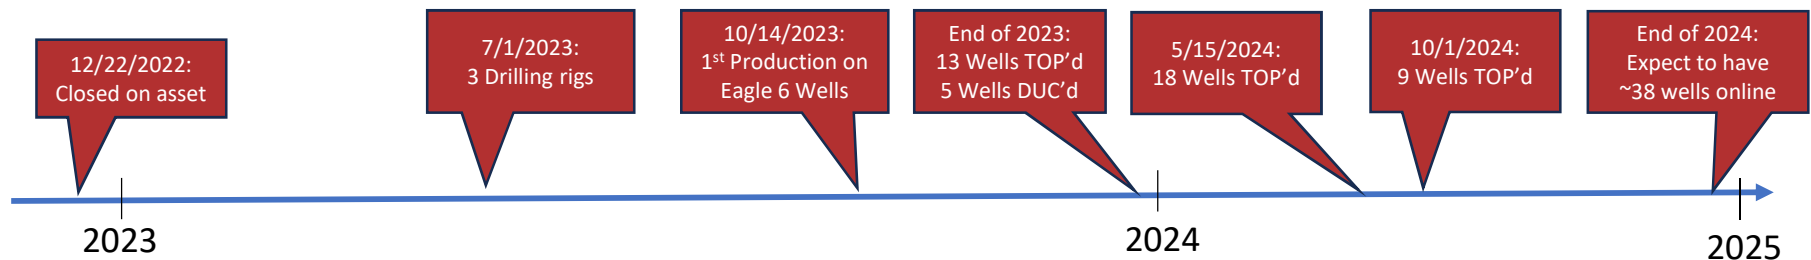 12/22/2022:
Closed on asset
7/1/2023:
3 Drilling rigs
10/14/2023:
1st Production on
Eagle 6 Wells
End of 2023:
13 Wells TOP’d
5 Wells DUC’d
5/15/2024:
18 Wells TOP’d
10/1/2024:
9 Wells TOP’d
End of 2024:
Expect to have
~38 wells online
2023
2024
2025